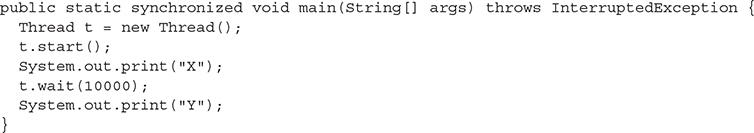 public static synchronized void main(String[] args) throws InterruptedException {
  Thread t = new Thread();
  t.start();
  System.out.print("X");
  t.wait(10000);
  System.out.print("Y");
}